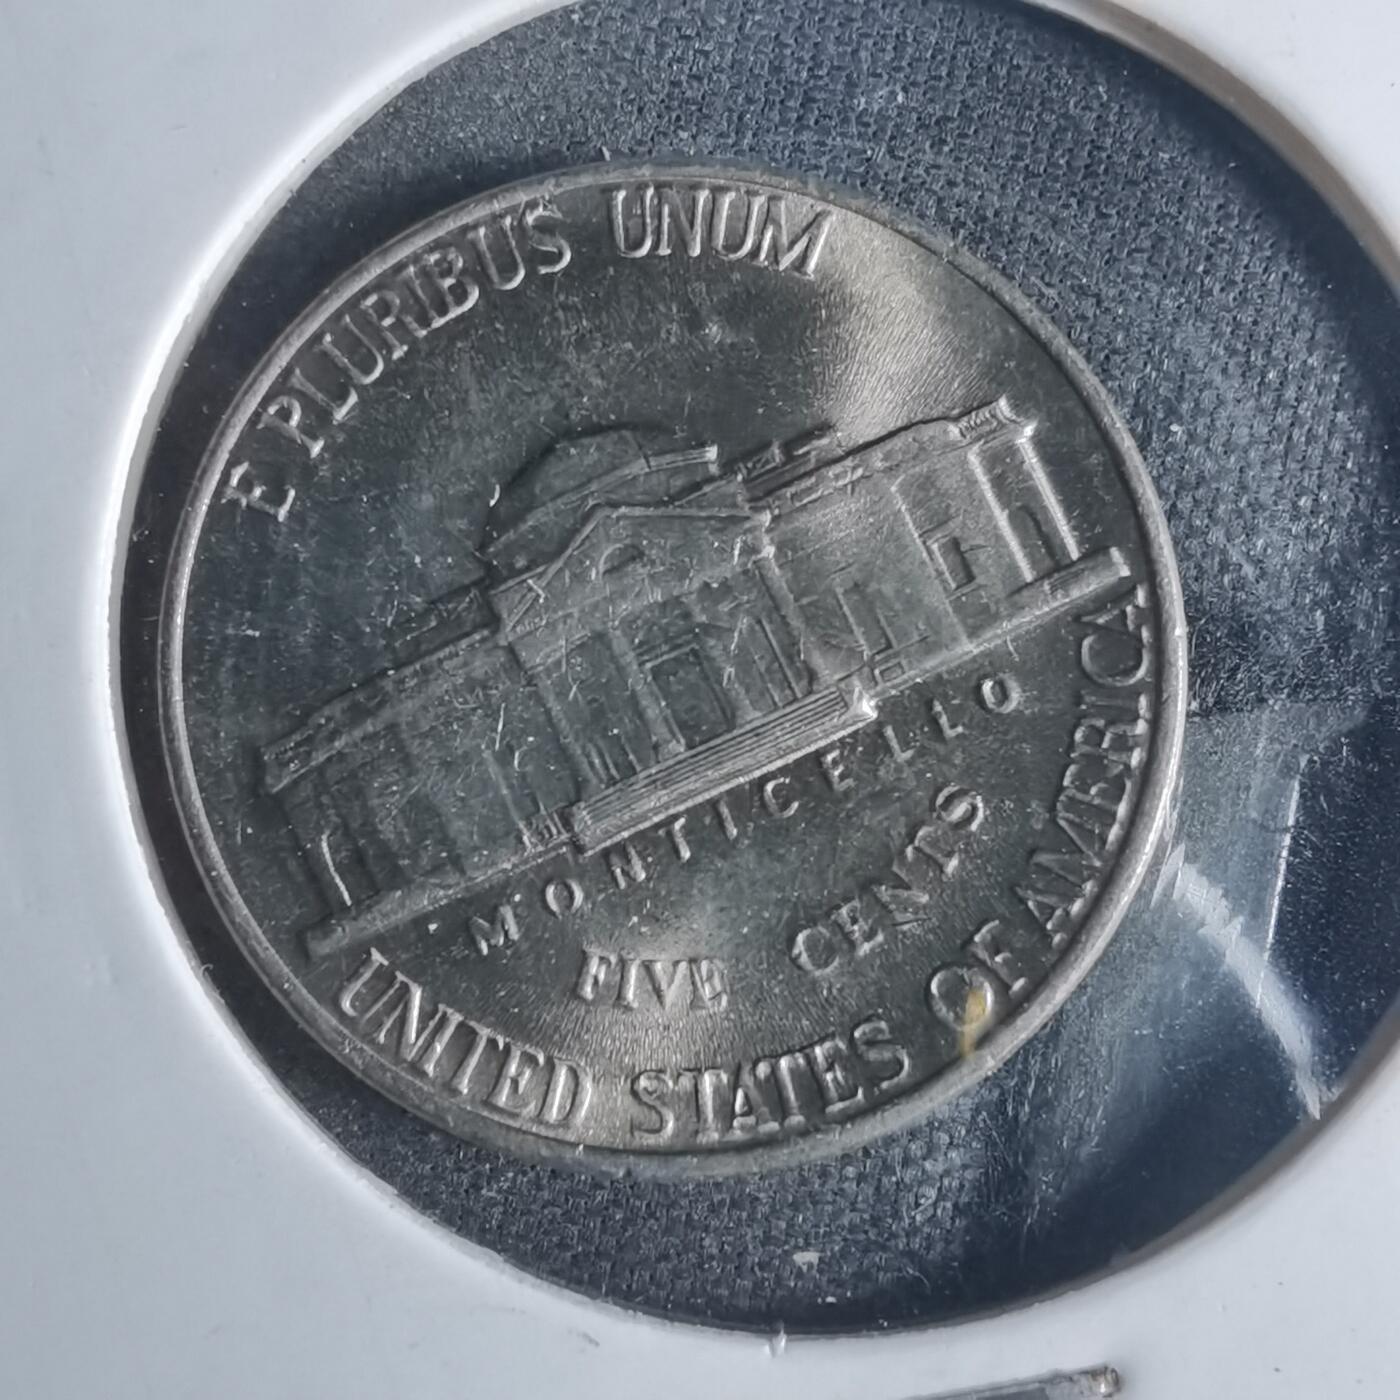 E PLURIBUS UNUM
MONTICELLO
FIVE CENTS
UNITED STATES OF AMERICA